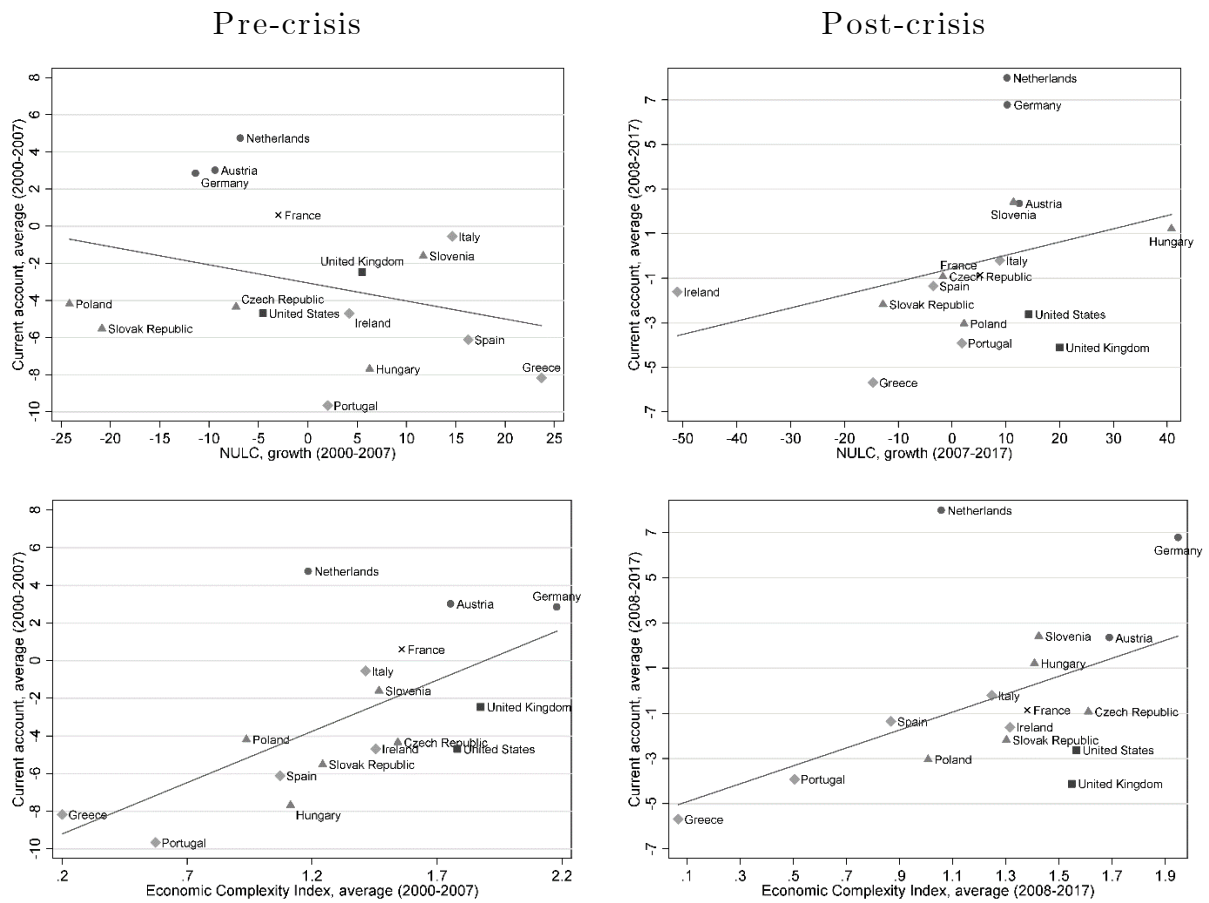 Pre-crisis
Post-crisis
Current account, average (2000-2007)
8
6
4
2
0
-2
-4
-6
-8
-10
Netherlands
Austria
Germany
France
Italy
Slovenia
United Kingdom
Poland
Czech Republic
United States
Ireland
Slovak Republic
Spain
Hungary
Greece
Portugal
-25 -20 -15 -10 -5 0 5 10 15 20 25
NULC, growth (2000-2007)
Current account, average (2008-2017)
7
5
3
1
-1
-3
-5
-7
Netherlands
Germany
Austria
Slovenia
Hungary
Italy
France
Czech Republic
Spain
Ireland
Slovak Republic
United States
Poland
Portugal
United Kingdom
Greece
-50 -40 -30 -20 -10 0 10 20 30 40
NULC, growth (2007-2017)
Current account, average (2000-2007)
8
6
4
2
0
-2
-4
-6
-8
-10
Netherlands
Germany
Austria
France
Italy
Slovenia
United Kingdom
Poland
Czech Republic
Ireland
United States
Slovak Republic
Spain
Hungary
Greece
Portugal
.2 .7 1.2 1.7 2.2
Economic Complexity Index, average (2000-2007)
Current account, average (2008-2017)
7
5
3
1
-1
-3
-5
-7
Netherlands
Germany
Slovenia
Austria
Hungary
Italy
France
Czech Republic
Spain
Ireland
Slovak Republic
United States
Poland
Portugal
United Kingdom
Greece
.1 .3 .5 .7 .9 1.1 1.3 1.5 1.7 1.9
Economic Complexity Index, average (2008-2017)